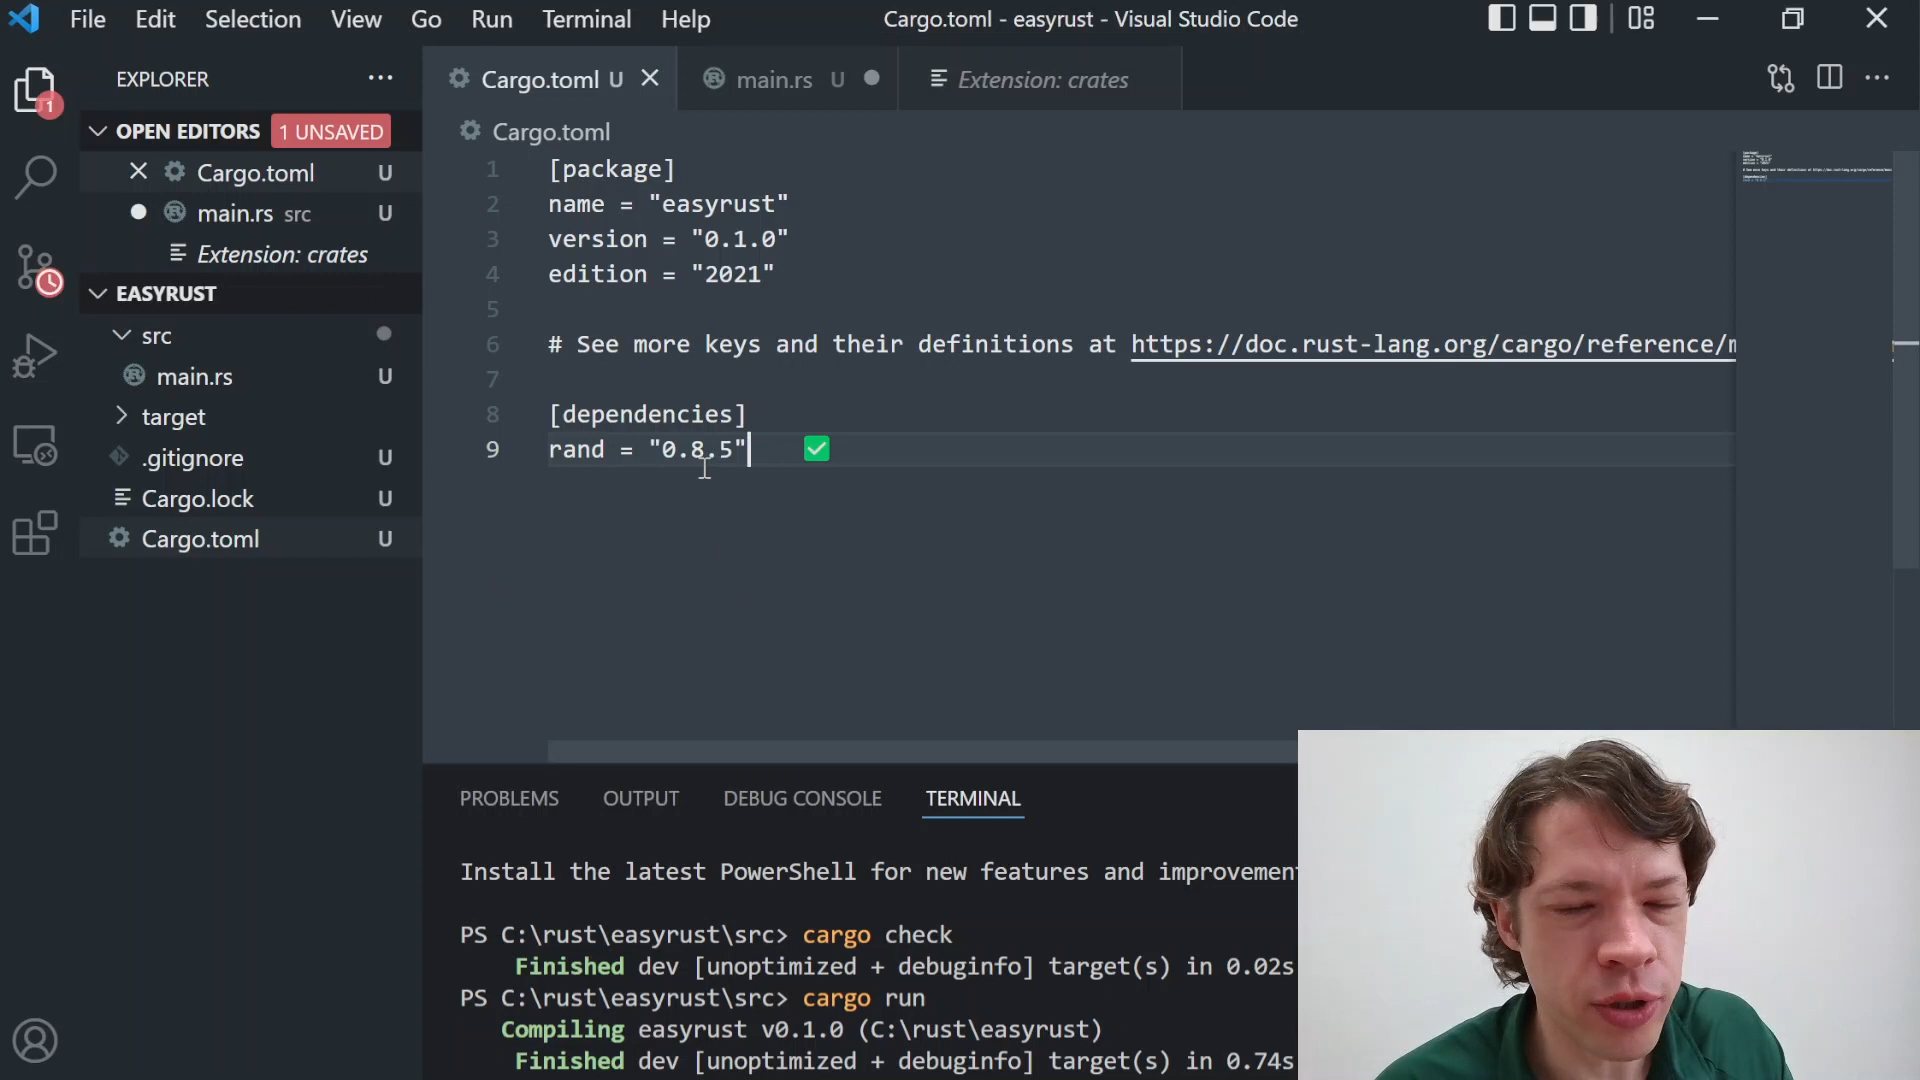 File Edit Selection View Go Run Terminal Help
Cargo.toml - easyrust - Visual Studio Code
EXPLORER
OPEN EDITORS 1 UNSAVED
Cargo.toml U
main.rs src U
Extension: crates
EASYRUST
src
main.rs U
target
.gitignore U
Cargo.lock U
Cargo.toml U
1
Cargo.toml U
main.rs U
Extension: crates
Cargo.toml
1 [package]
2 name = "easyrust"
3 version = "0.1.0"
4 edition = "2021"
5
6 # See more keys and their definitions at https://doc.rust-lang.org/cargo/reference/m
7
8 [dependencies]
9 rand = "0.8.5"
PROBLEMS OUTPUT DEBUG CONSOLE TERMINAL
Install the latest PowerShell for new features and improvemen
PS C:\rust\easyrust\src> cargo check
Finished dev [unoptimized + debuginfo] target(s) in 0.02s
PS C:\rust\easyrust\src> cargo run
Compiling easyrust v0.1.0 (C:\rust\easyrust)
Finished dev [unoptimized + debuginfo] target(s) in 0.74s